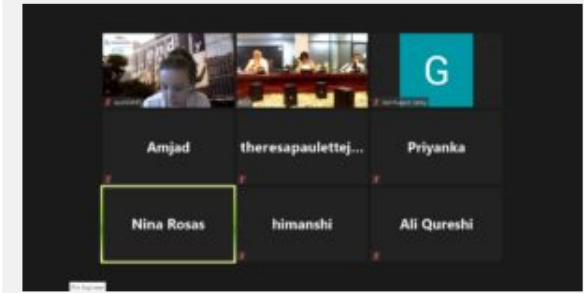 G
Amjad
theresapaulettej...
Priyanka
Nina Rosas
himanshi
Ali Qureshi